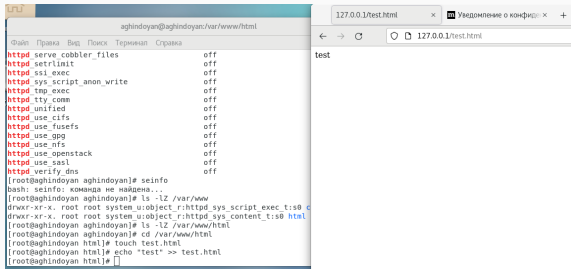 aghindoyan@aghindoyan:/var/www/html
Файл Правка Вид Поиск Терминал Справка
httpd_serve_cobbler_files off
httpd_setrlimit off
httpd_ssi_exec off
httpd_sys_script_anon_write off
httpd_tmp_exec off
httpd_tty_comm off
httpd_unified off
httpd_use_cifs off
httpd_use_fusefs off
httpd_use_gpg off
httpd_use_nfs off
httpd_use_openstack off
httpd_use_sasl off
httpd_verify_dns off
[root@aghindoyan aghindoyan]# seinfo
bash: seinfo: команда не найдена...
[root@aghindoyan aghindoyan]# ls -lZ /var/www
drwxr-xr-x. root root system_u:object_r:httpd_sys_script_exec_t:s0 c
drwxr-xr-x. root root system_u:object_r:httpd_sys_content_t:s0 html
[root@aghindoyan aghindoyan]# ls -lZ /var/www/html
[root@aghindoyan aghindoyan]# cd /var/www/html
[root@aghindoyan html]# touch test.html
[root@aghindoyan html]# echo "test" >> test.html
[root@aghindoyan html]#
127.0.0.1/test.html × m Уведомление о конфиден × +
127.0.0.1/test.html
test